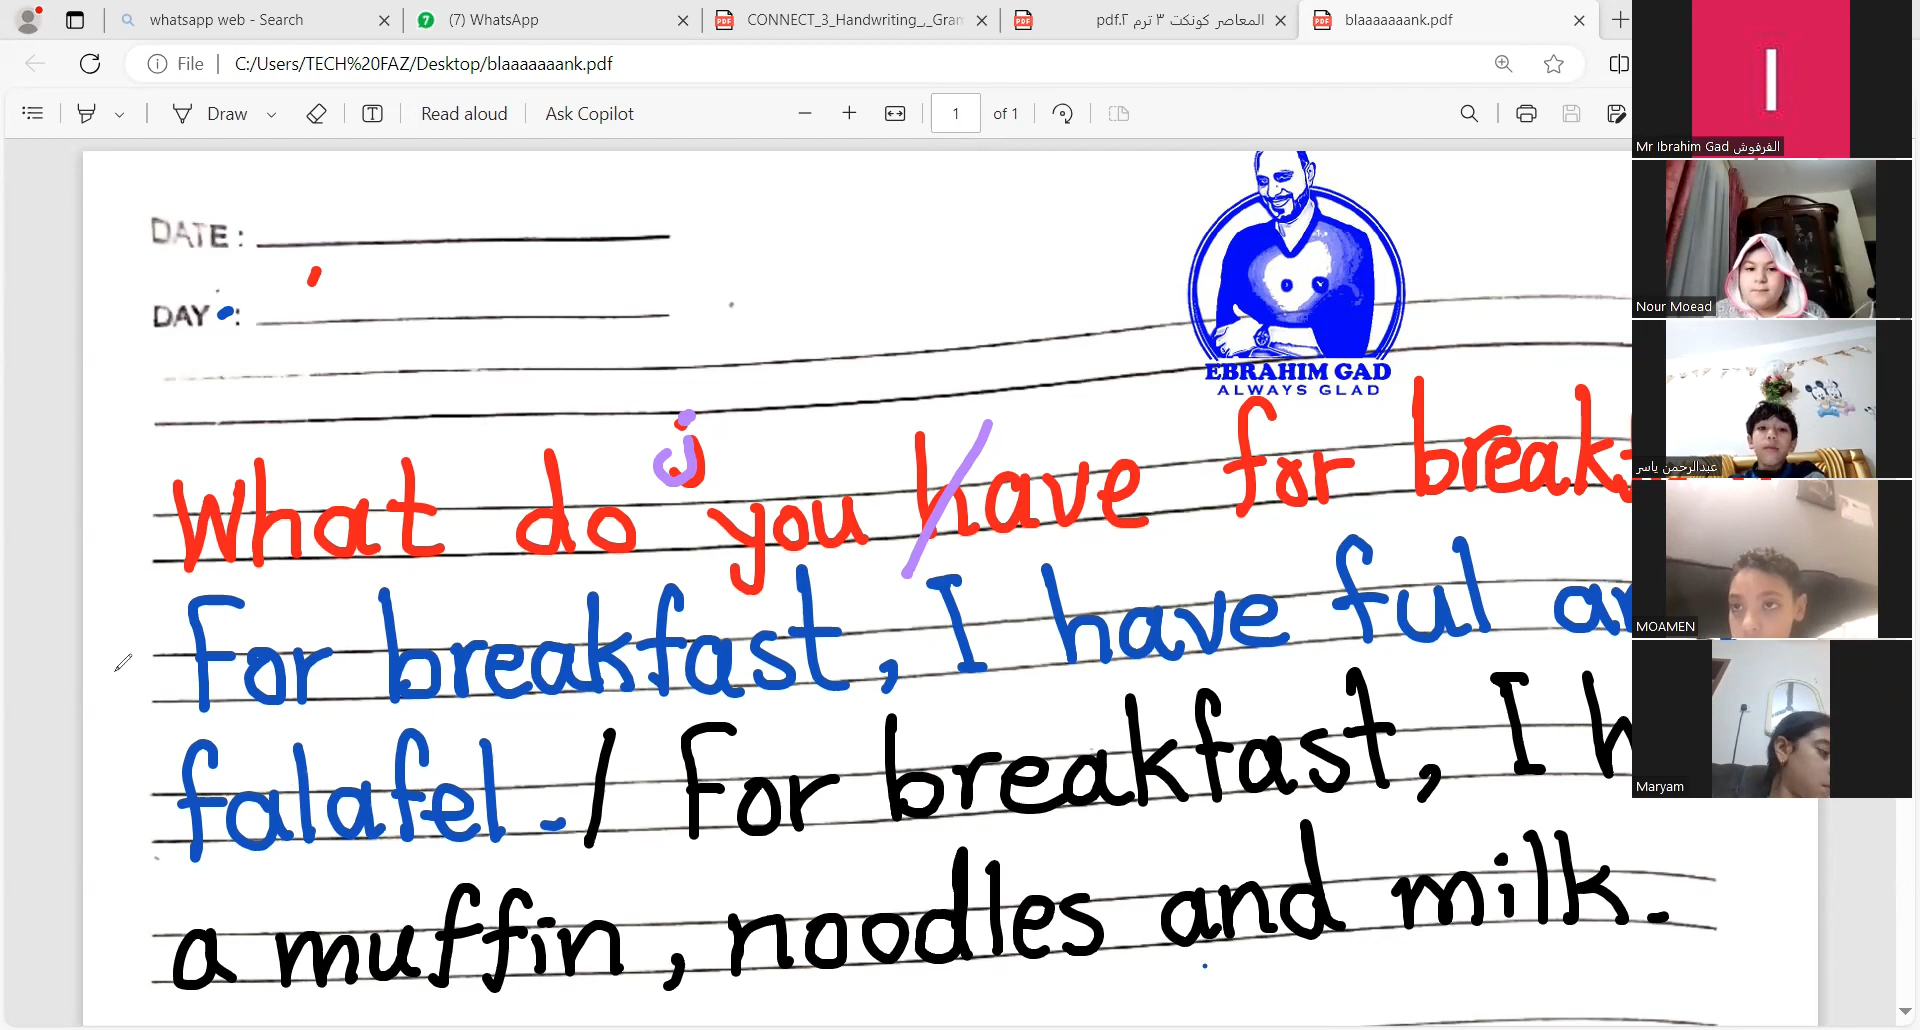 whatsapp web - Search
(7) WhatsApp
CONNECT_3_Handwriting_,_Gran
المعاصر كونكت ٣ ترم ٢.pdf
blaaaaaaank.pdf
File
C:/Users/TECH%20FAZ/Desktop/blaaaaaaank.pdf
Draw
Read aloud
Ask Copilot
1
of 1
DATE :
DAY :
EBRAHIM GAD
ALWAYS GLAD
What do you have for break
For breakfast, I have ful
falafel. / For breakfast, I
a muffin, noodles and milk.
Mr Ibrahim Gad الفرفوش
Nour Moead
عبدالرحمن ياسر
MOAMEN
Maryam